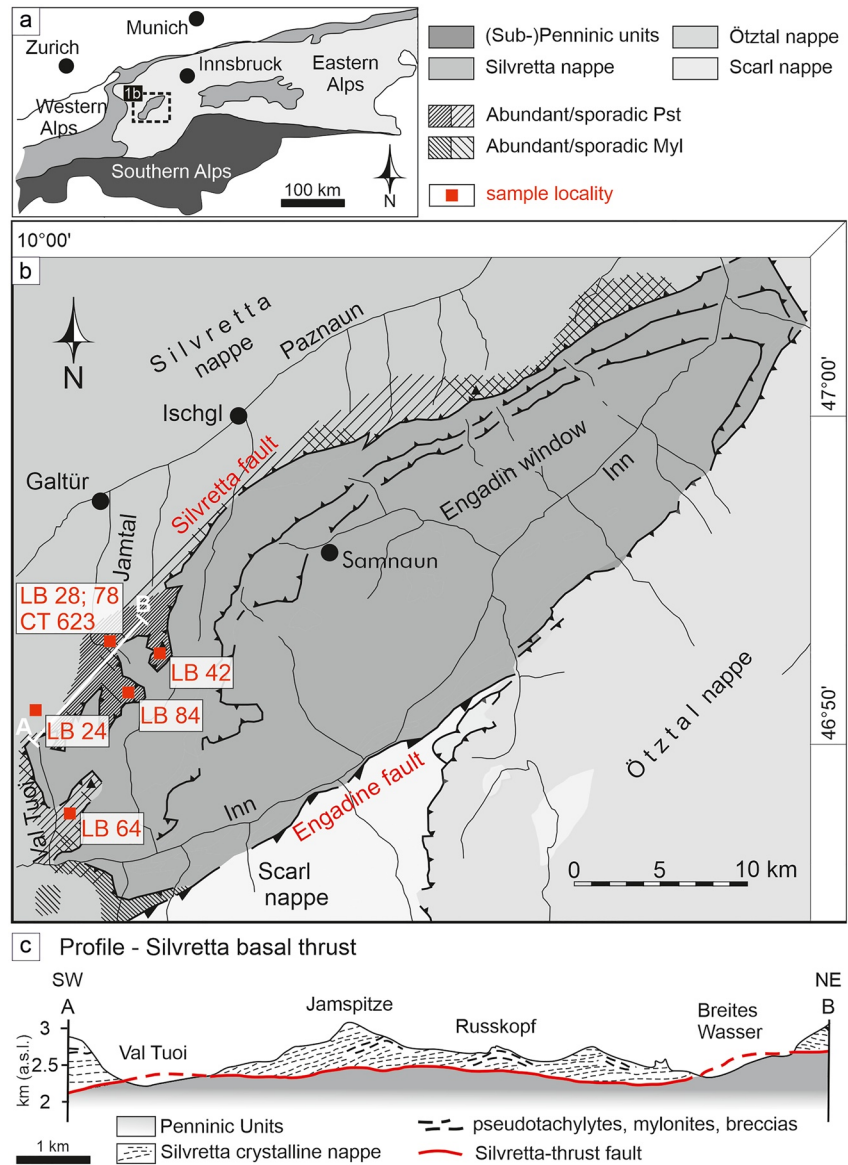 a
Munich
Zurich
Innsbruck
Eastern
Alps
1b
Western
Alps
Southern Alps
100 km
N
(Sub-)Penninic units
Ötztal nappe
Silvretta nappe
Scarl nappe
Abundant/sporadic Pst
Abundant/sporadic Myl
sample locality
10°00'
b
N
Silvretta
nappe
Paznaun
Ischgl
47°00'
Silvretta fault
Galtür
Engadin window
Inn
Jamtal
Samnaun
LB 28; 78
CT 623
B
LB 42
LB 84
A
LB 24
46°50'
Ötztal nappe
Val Tuoi
LB 64
Inn
Engadine fault
Scarl
nappe
0 5 10 km
c Profile - Silvretta basal thrust
SW
NE
A
B
Jamspitze
Russkopf
Breites
Wasser
Val Tuoi
km (a.s.l.)
3
2.5
2
Penninic Units
pseudotachylytes, mylonites, breccias
1 km
Silvretta crystalline nappe
Silvretta-thrust fault